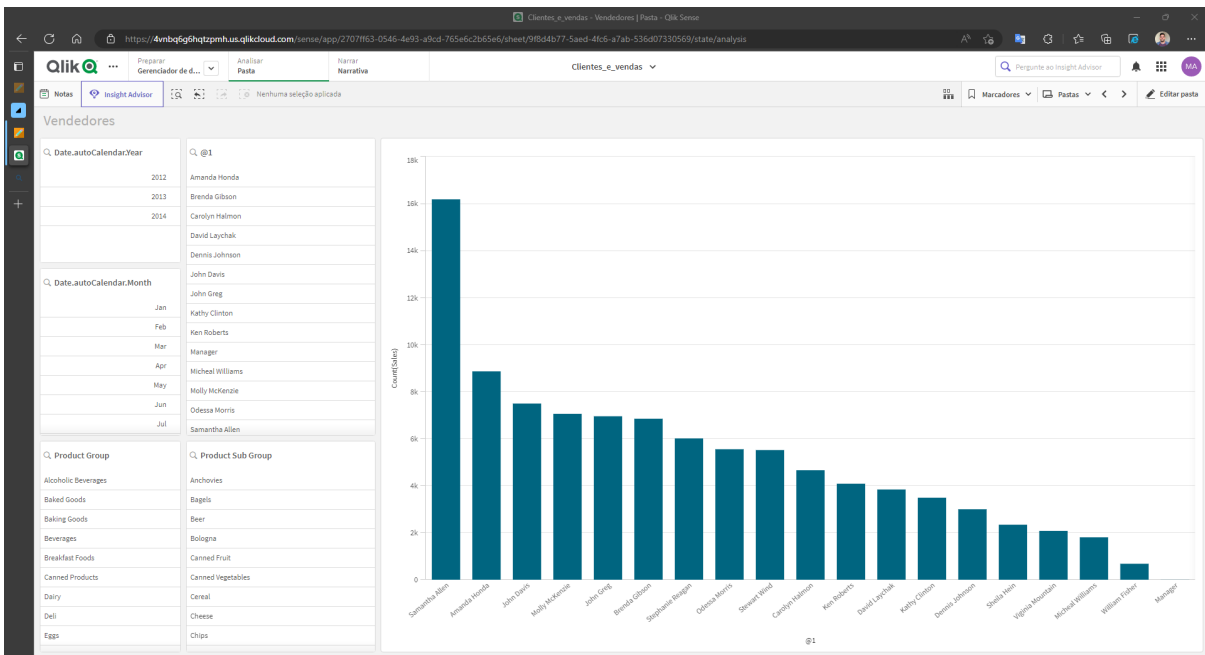 Clientes_e_vendas - Vendedores | Pasta - Qlik Sense
https://4vnbq6g6hqtzpmh.us.qlikcloud.com/sense/app/2707ff63-0546-4e93-a9cd-765e6c2b65e6/sheet/9f8d4b77-5aed-4fc6-a7ab-536d07330569/state/analysis
Qlik
Preparar
Gerenciador de d...
Analisar
Pasta
Narrar
Narrativa
Clientes_e_vendas
Pergunte ao Insight Advisor
MA
Notas
Insight Advisor
Nenhuma seleção aplicada
Marcadores
Pastas
Editar pasta
Vendedores
Date.autoCalendar.Year
2012
2013
2014
Date.autoCalendar.Month
Jan
Feb
Mar
Apr
May
Jun
Jul
@1
Amanda Honda
Brenda Gibson
Carolyn Halmon
David Laychak
Dennis Johnson
John Davis
John Greg
Kathy Clinton
Ken Roberts
Manager
Micheal Williams
Molly McKenzie
Odessa Morris
Samantha Allen
Product Group
Alcoholic Beverages
Baked Goods
Baking Goods
Beverages
Breakfast Foods
Canned Products
Dairy
Deli
Eggs
Product Sub Group
Anchovies
Bagels
Beer
Bologna
Canned Fruit
Canned Vegetables
Cereal
Cheese
Chips
Count(Sales)
18k
16k
14k
12k
10k
8k
6k
4k
2k
0
Samantha Allen
Amanda Honda
John Davis
Molly McKenzie
John Greg
Brenda Gibson
Stephanie Reagan
Odessa Morris
Stewart Wind
Carolyn Halmon
Ken Roberts
David Laychak
Kathy Clinton
Dennis Johnson
Sheila Hein
Viginia Mountain
Micheal Williams
William Fisher
Manager
@1